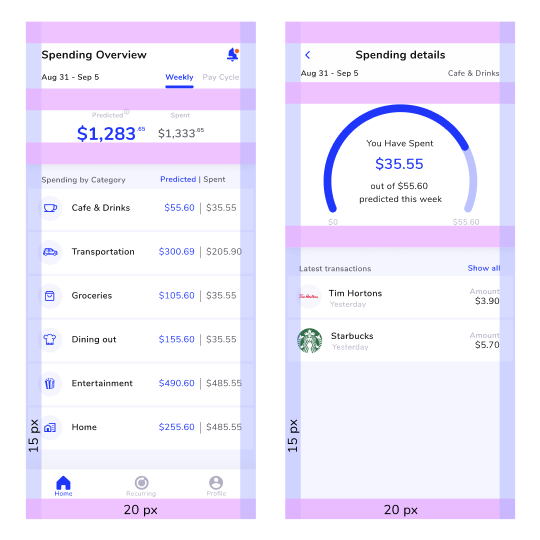 Spending Overview
Aug 31 - Sep 5
Weekly
Pay Cycle
Predicted
Spent
$1,283.65
$1,333.65
Spending by Category
Predicted | Spent
Cafe & Drinks
$55.60 | $35.55
Transportation
$300.69 | $205.90
Groceries
$105.60 | $35.55
Dining out
$155.60 | $35.55
Entertainment
$490.60 | $485.55
Home
$255.60 | $485.55
15 px
Home
Recurring
Profile
20 px
Spending details
Aug 31 - Sep 5
Cafe & Drinks
You Have Spent
$35.55
out of $55.60
predicted this week
$0
$55.60
Latest transactions
Show all
Tim Hortons
Tim Hortons
Yesterday
Amount
$3.90
Starbucks
Yesterday
Amount
$5.70
15 px
20 px